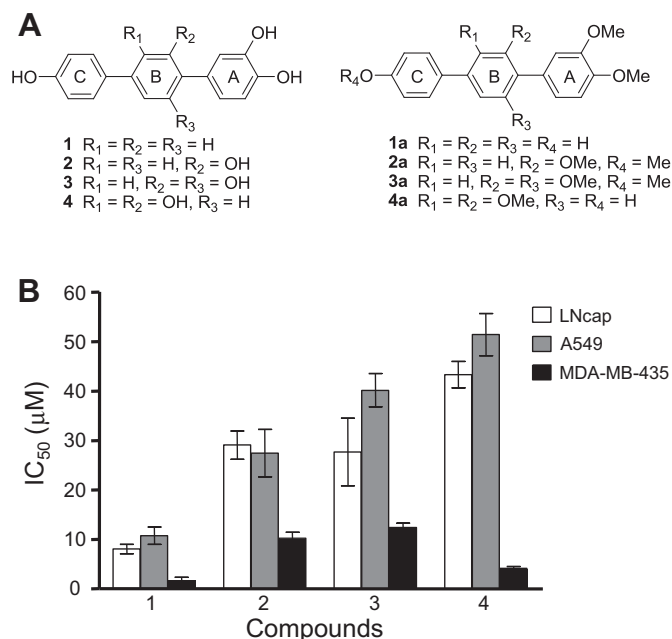 A
R1 R2 OH
HO C B A OH
R3
1 R1 = R2 = R3 = H
2 R1 = R3 = H, R2 = OH
3 R1 = H, R2 = R3 = OH
4 R1 = R2 = OH, R3 = H
R1 R2 OMe
O C B A OMe
R4
R3
1a R1 = R2 = R3 = R4 = H
2a R1 = R3 = H, R2 = OMe, R4 = Me
3a R1 = H, R2 = R3 = OMe, R4 = Me
4a R1 = R2 = OMe, R3 = R4 = H
B
IC50 (μM)
60
50
40
30
20
10
0
1 2 3 4
Compounds
LNcap
A549
MDA-MB-435